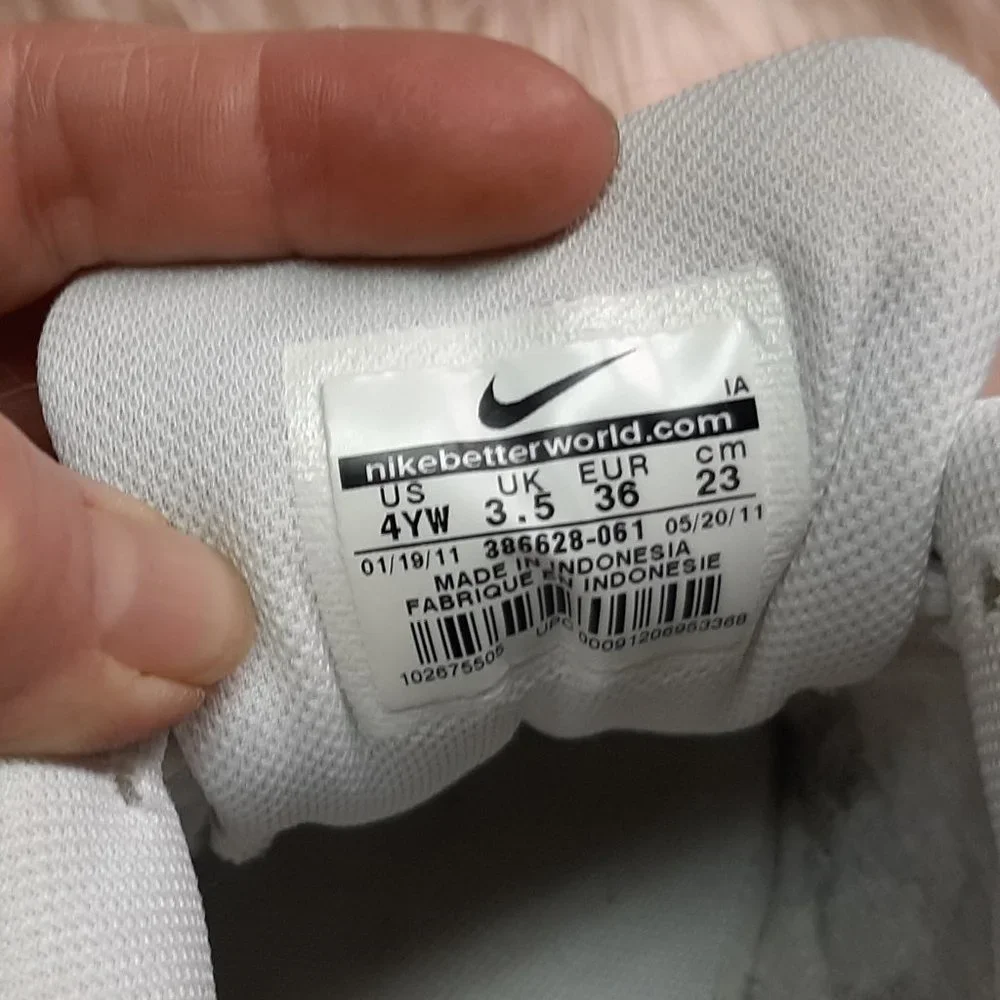 IA
nikebetterworld.com
US UK EUR cm
4YW 3.5 36 23
01/19/11 386628-061 05/20/11
MADE IN INDONESIA
FABRIQUE EN INDONESIE
UPC 00091206953368
102675505